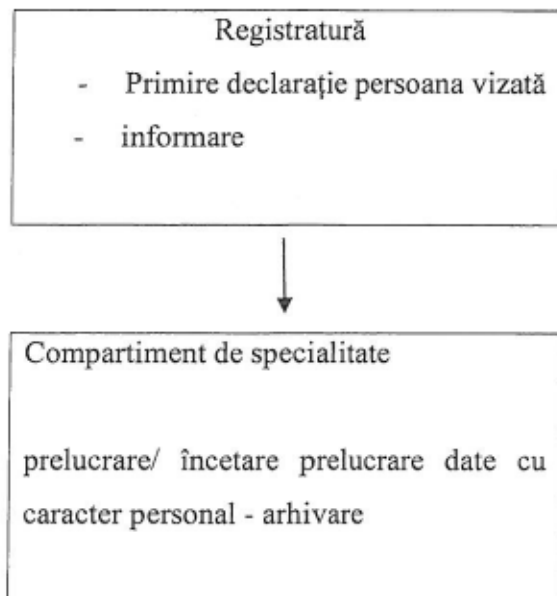 Registratură
- Primire declarație persoana vizată
- informare
Compartiment de specialitate
prelucrare/ încetare prelucrare date cu
caracter personal - arhivare